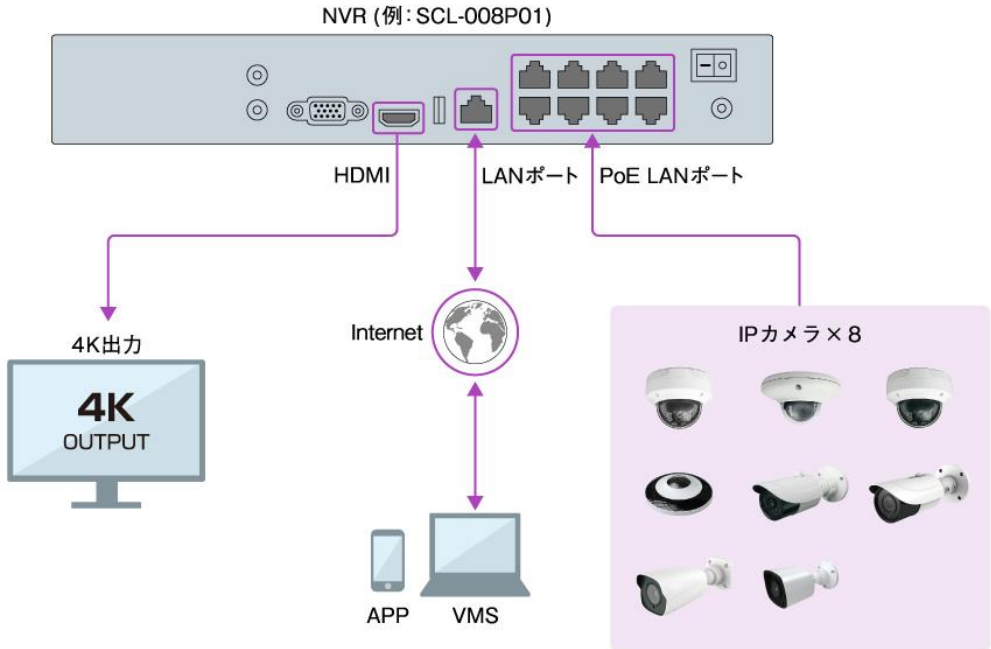 NVR (例:SCL-008P01)
HDMI
LANポート
PoE LANポート
Internet
4K出力
4K
OUTPUT
IPカメラ×8
APP
VMS